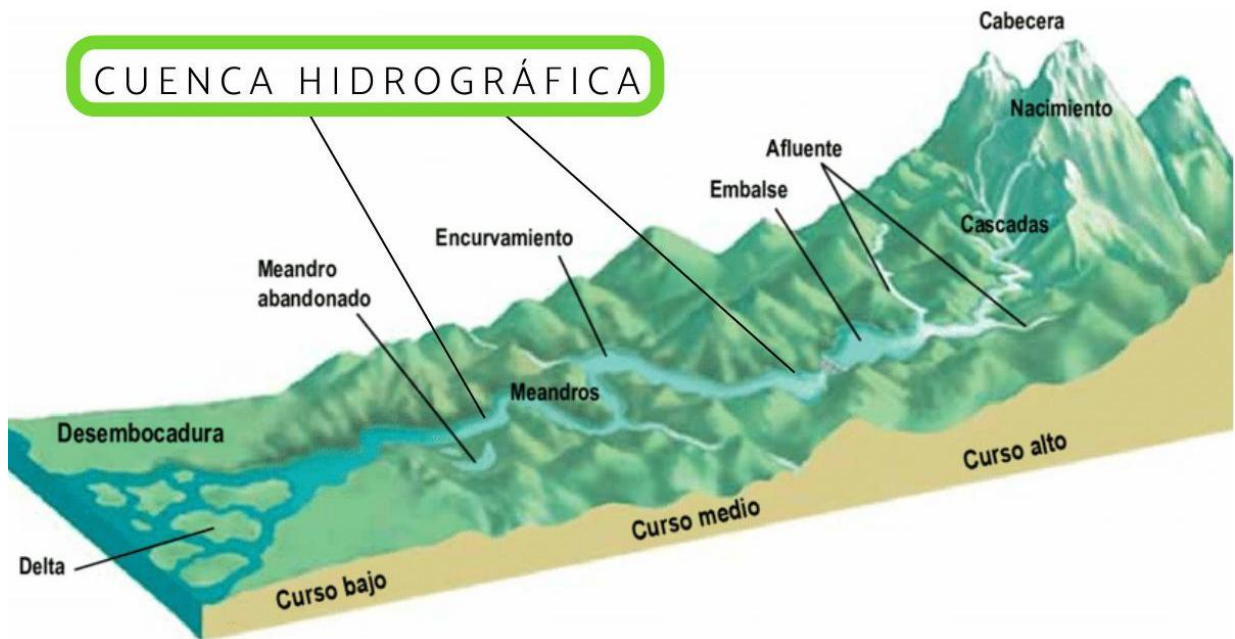 Cabecera
CUENCA HIDROGRÁFICA
Nacimiento
Afluente
Embalse
Cascadas
Encurvamiento
Meandro
abandonado
Meandros
Desembocadura
Curso alto
Curso medio
Delta
Curso bajo